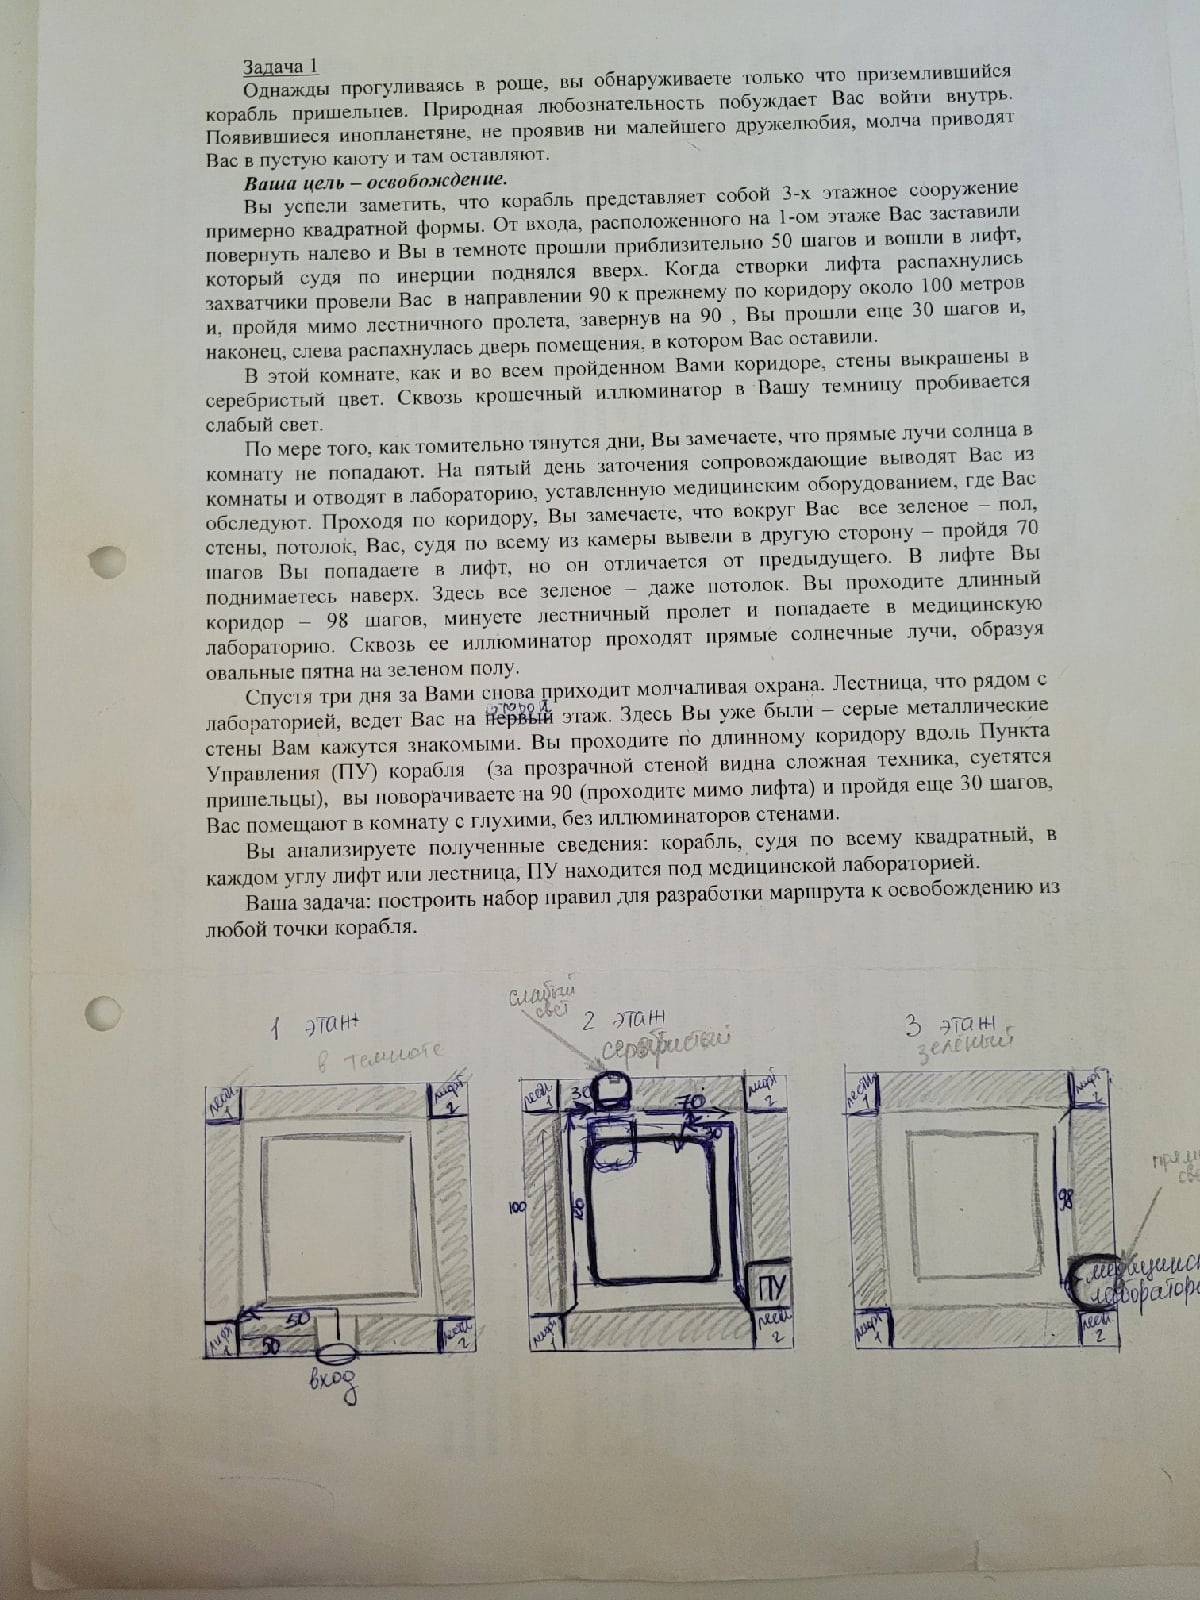 Задача 1
Однажды прогуливаясь в роще, вы обнаруживаете только что приземлившийся
корабль пришельцев. Природная любознательность побуждает Вас войти внутрь.
Появившиеся инопланетяне, не проявив ни малейшего дружелюбия, молча приводят
Вас в пустую каюту и там оставляют.
Ваша цель – освобождение.
Вы успели заметить, что корабль представляет собой 3-х этажное сооружение
примерно квадратной формы. От входа, расположенного на 1-ом этаже Вас заставили
повернуть налево и Вы в темноте прошли приблизительно 50 шагов и вошли в лифт,
который судя по инерции поднялся вверх. Когда створки лифта распахнулись
захватчики провели Вас в направлении 90 к прежнему по коридору около 100 метров
и, пройдя мимо лестничного пролета, завернув на 90 , Вы прошли еще 30 шагов и,
наконец, слева распахнулась дверь помещения, в котором Вас оставили.
В этой комнате, как и во всем пройденном Вами коридоре, стены выкрашены в
серебристый цвет. Сквозь крошечный иллюминатор в Вашу темницу пробивается
слабый свет.
По мере того, как томительно тянутся дни, Вы замечаете, что прямые лучи солнца в
комнату не попадают. На пятый день заточения сопровождающие выводят Вас из
комнаты и отводят в лабораторию, уставленную медицинским оборудованием, где Вас
обследуют. Проходя по коридору, Вы замечаете, что вокруг Вас все зеленое – пол,
стены, потолок, Вас, судя по всему из камеры вывели в другую сторону – пройдя 70
шагов Вы попадаете в лифт, но он отличается от предыдущего. В лифте Вы
поднимаетесь наверх. Здесь все зеленое – даже потолок. Вы проходите длинный
коридор – 98 шагов, минуете лестничный пролет и попадаете в медицинскую
лабораторию. Сквозь ее иллюминатор проходят прямые солнечные лучи, образуя
овальные пятна на зеленом полу.
Спустя три дня за Вами снова приходит молчаливая охрана. Лестница, что рядом с
второй
лабораторией, ведет Вас на первый этаж. Здесь Вы уже были – серые металлические
стены Вам кажутся знакомыми. Вы проходите по длинному коридору вдоль Пункта
Управления (ПУ) корабля (за прозрачной стеной видна сложная техника, суетятся
пришельцы), вы поворачиваете на 90 (проходите мимо лифта) и пройдя еще 30 шагов,
Вас помещают в комнату с глухими, без иллюминаторов стенами.
Вы анализируете полученные сведения: корабль, судя по всему квадратный, в
каждом углу лифт или лестница, ПУ находится под медицинской лабораторией.
Ваша задача: построить набор правил для разработки маршрута к освобождению из
любой точки корабля.
слабый
свет
1 этаж
2 этаж
3 этаж
в темноте
серебристый
зелёный
лест 1
лифт 2
30
70
лест 1
лифт 2
лест 1
лифт 2
30
прямой
свет
100
100
98
ПУ
медицинск
лаборатор
лифт 1
50
50
лест 2
лифт 1
лест 2
лифт 1
лест 2
вход